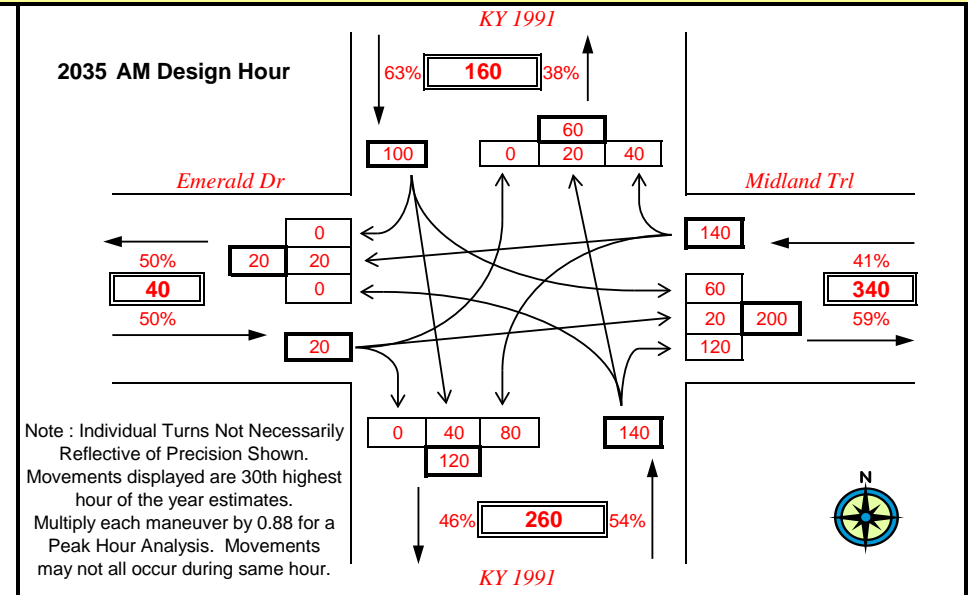 KY 1991
2035 AM Design Hour
63% 160 38%
60
100 0 20 40
Emerald Dr Midland Trl
0 140
50% 20 20 41%
40 0 60 340
50% 20 200 59%
20 120
Note : Individual Turns Not Necessarily
Reflective of Precision Shown.
Movements displayed are 30th highest
hour of the year estimates.
Multiply each maneuver by 0.88 for a
Peak Hour Analysis. Movements
may not all occur during same hour.
0 40 80 140
120
N
46% 260 54%
KY 1991